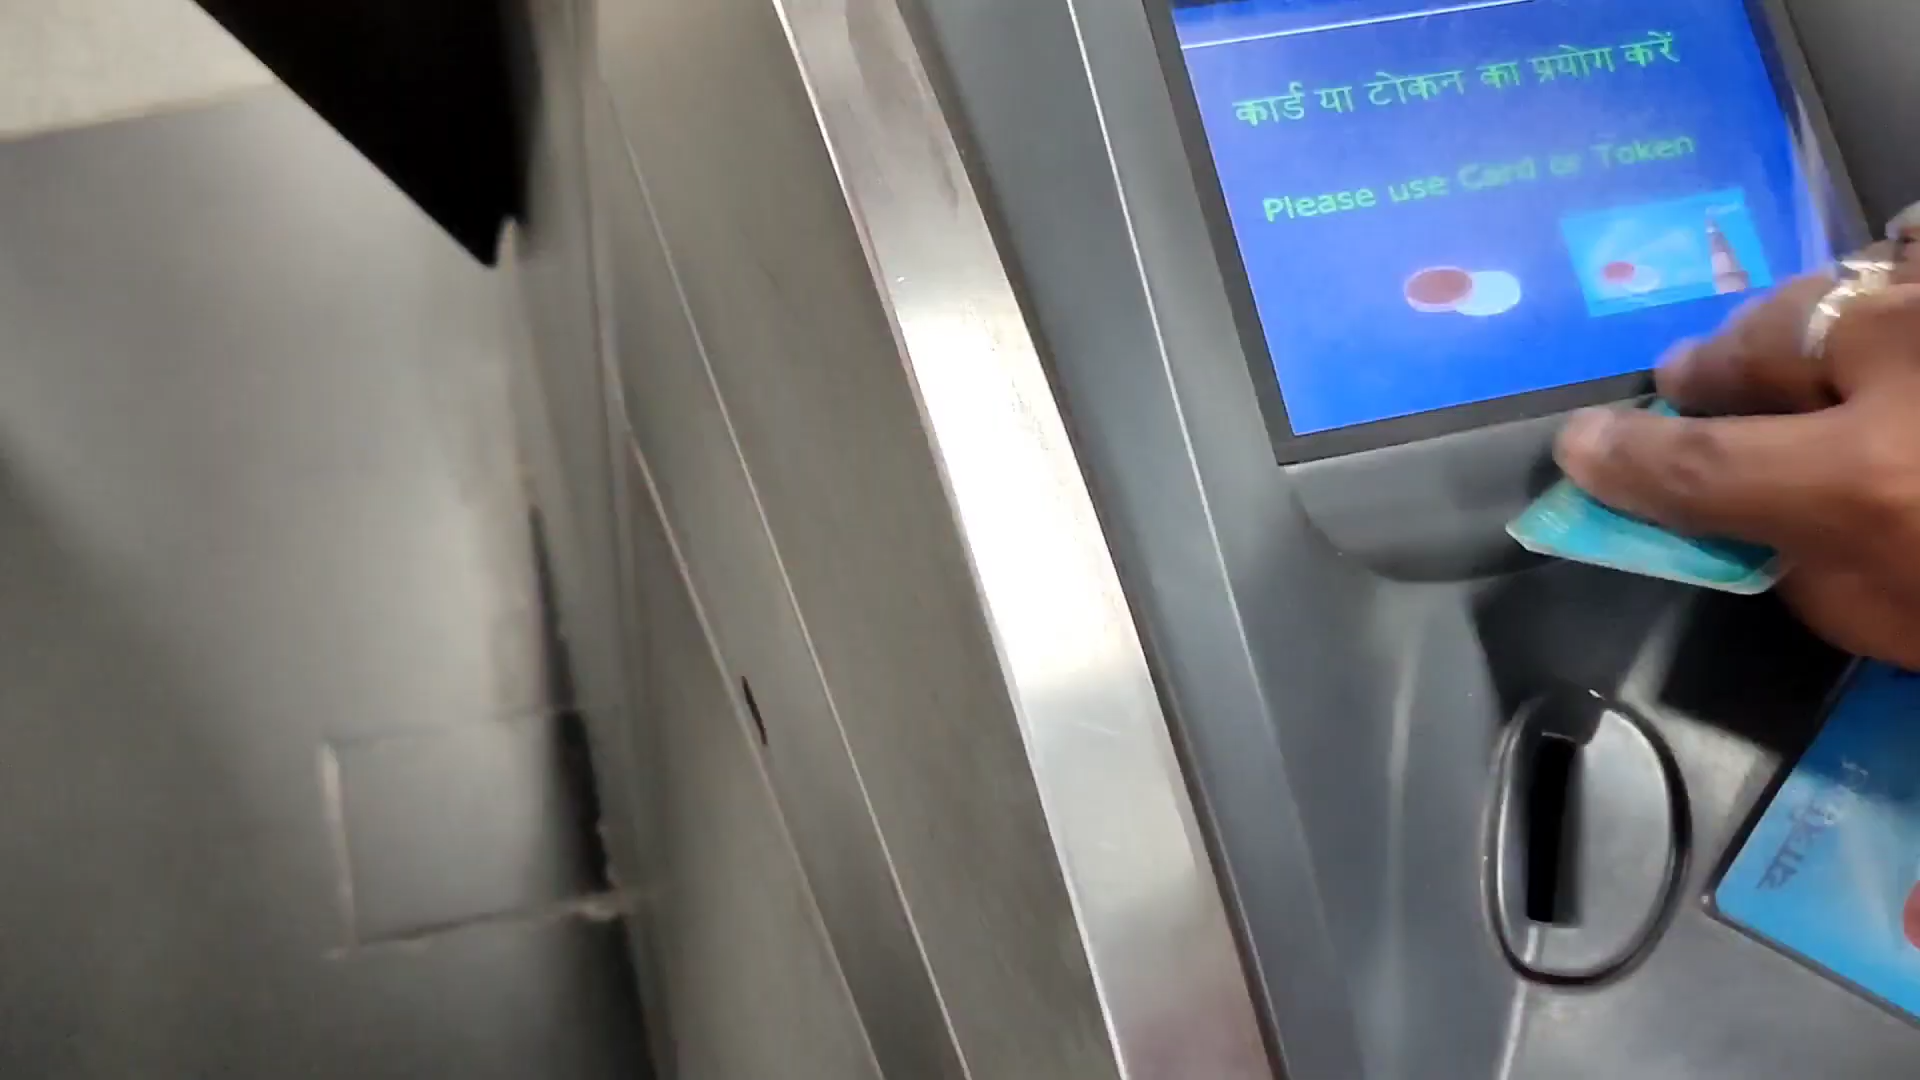 कार्ड या टोकन का प्रयोग करें
Please use Card or Token